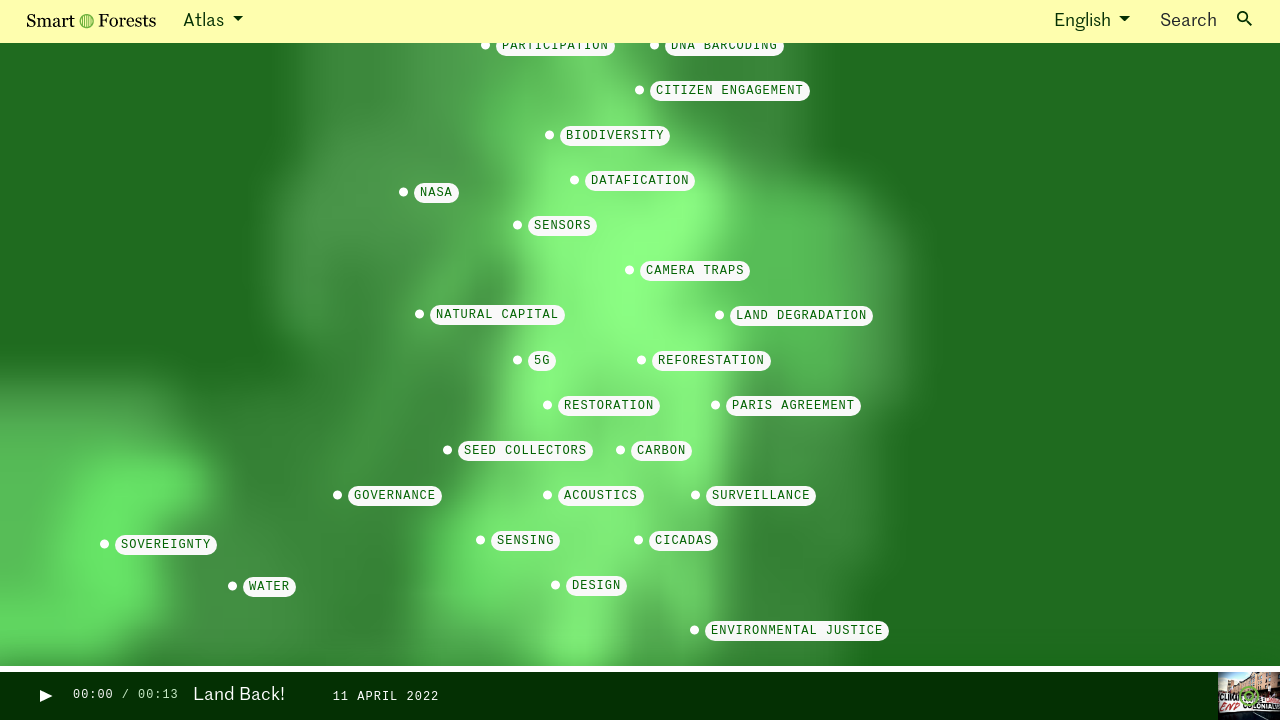 Smart Forests Atlas English Search
PARTICIPATION DNA BARCODING
CITIZEN ENGAGEMENT
BIODIVERSITY
DATAFICATION
NASA
SENSORS
CAMERA TRAPS
NATURAL CAPITAL LAND DEGRADATION
5G REFORESTATION
RESTORATION PARIS AGREEMENT
SEED COLLECTORS CARBON
GOVERNANCE ACOUSTICS SURVEILLANCE
SENSING CICADAS
SOVEREIGNTY
WATER DESIGN
ENVIRONMENTAL JUSTICE
00:00 / 00:13 Land Back! 11 APRIL 2022